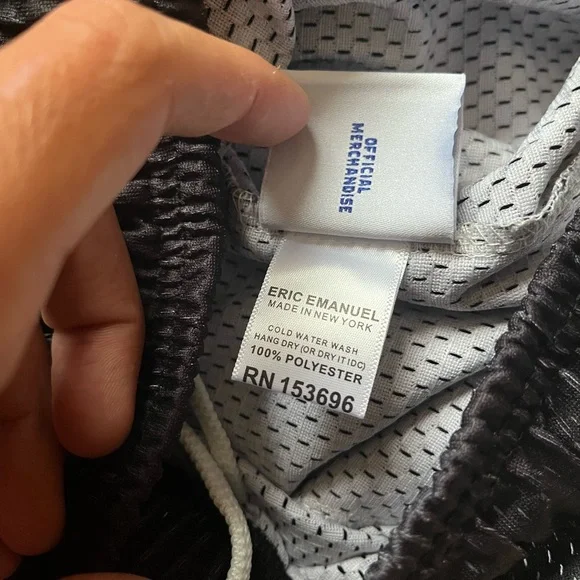 OFFICIAL
MERCHANDISE
ERIC EMANUEL
MADE IN NEW YORK
COLD WATER WASH
HANG DRY (OR DRY IT IDC)
100% POLYESTER
RN 153696